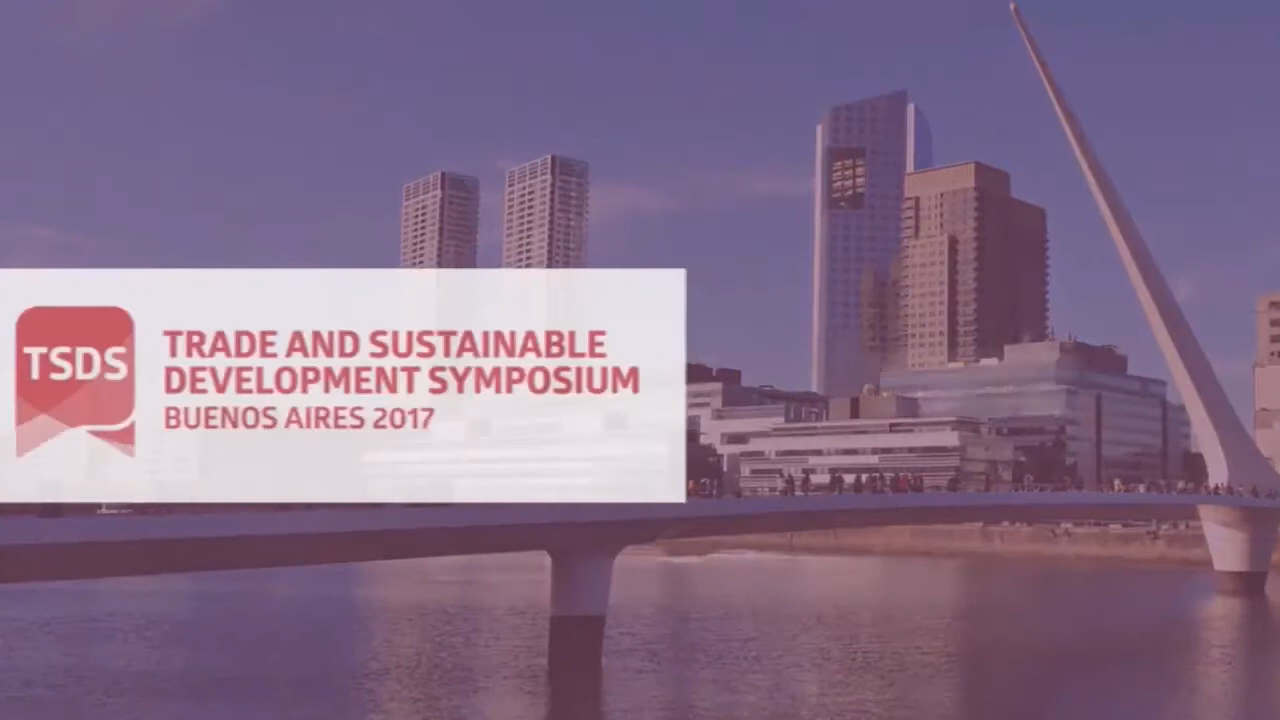 TSDS
TRADE AND SUSTAINABLE
DEVELOPMENT SYMPOSIUM
BUENOS AIRES 2017